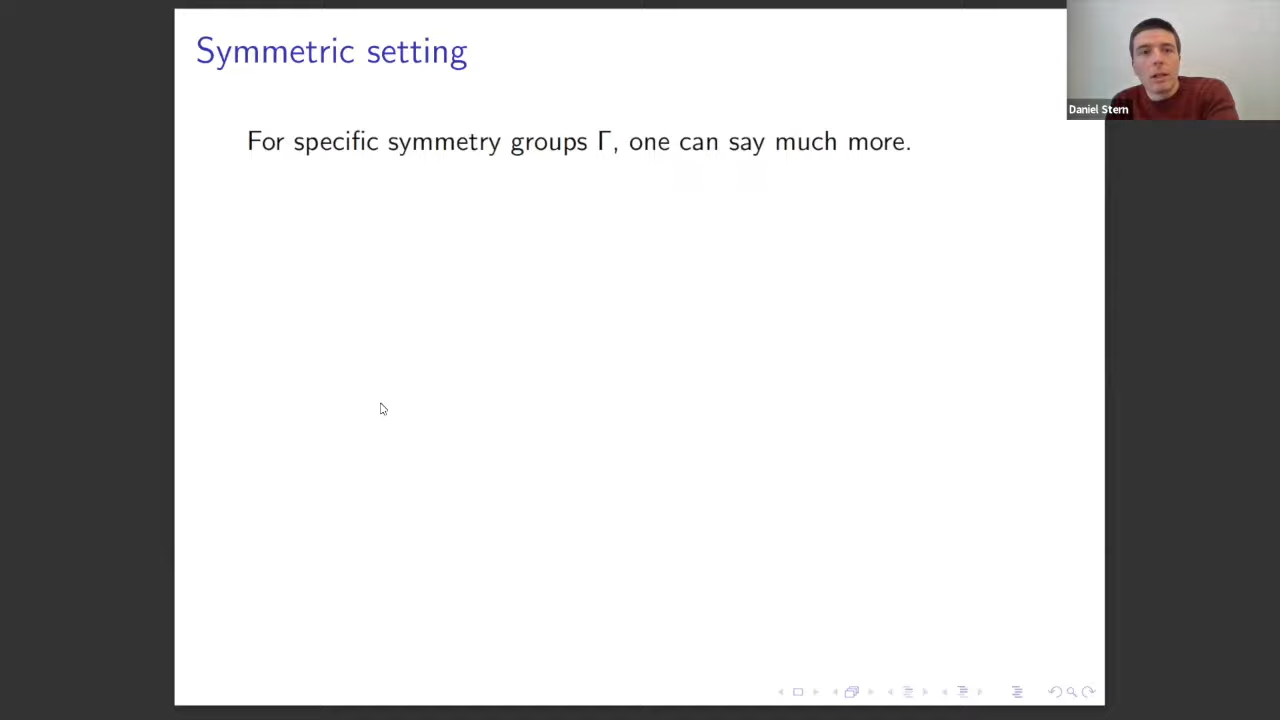 Symmetric setting
For specific symmetry groups Γ, one can say much more.
Daniel Stern